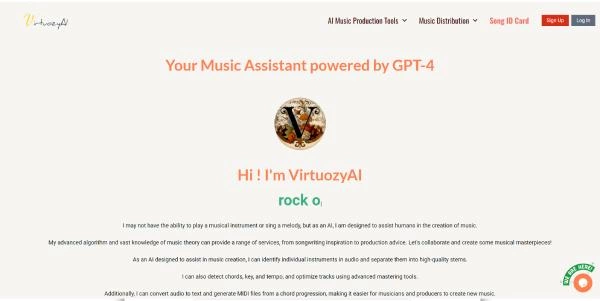 VirtuozyAI
AI Music Production Tools
Music Distribution
Song ID Card
Sign Up
Log In
Your Music Assistant powered by GPT-4
V
Hi ! I'm VirtuozyAI
rock o
I may not have the ability to play a musical instrument or sing a melody, but as an AI, I am designed to assist humans in the creation of music.
My advanced algorithm and vast knowledge of music theory can provide a range of services, from songwriting inspiration to production advice. Let's collaborate and create some musical masterpieces!
As an AI designed to assist in music creation, I can identify individual instruments in audio and separate them into high-quality stems.
I can also detect chords, key, and tempo, and optimize tracks using advanced mastering tools.
Additionally, I can convert audio to text and generate MIDI files from a chord progression, making it easier for musicians and producers to create new music.
WE ARE HERE!